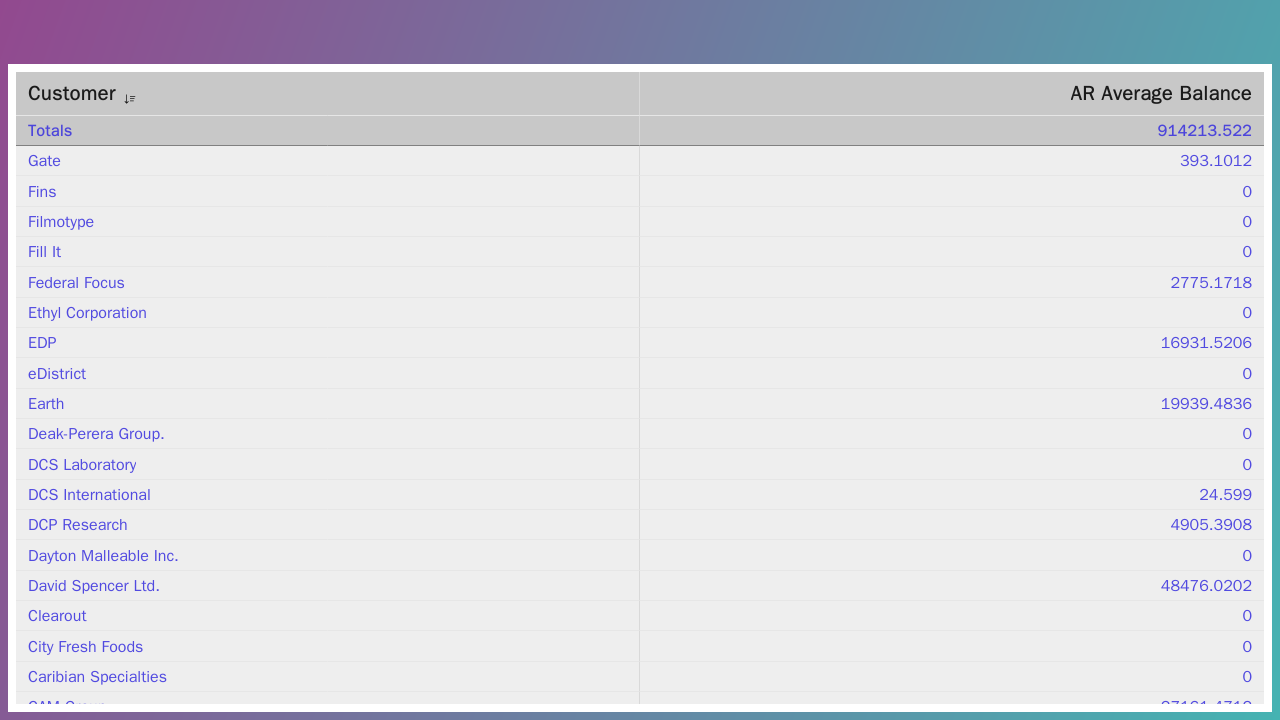 Customer AR Average Balance
Totals 914213.522
Gate 393.1012
Fins 0
Filmotype 0
Fill It 0
Federal Focus 2775.1718
Ethyl Corporation 0
EDP 16931.5206
eDistrict 0
Earth 19939.4836
Deak-Perera Group. 0
DCS Laboratory 0
DCS International 24.599
DCP Research 4905.3908
Dayton Malleable Inc. 0
David Spencer Ltd. 48476.0202
Clearout 0
City Fresh Foods 0
Caribian Specialties 0